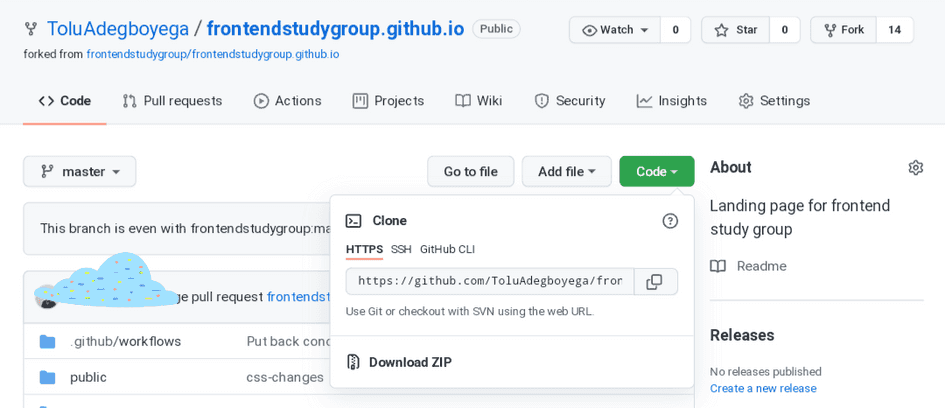 ToluAdegboyega / frontendstudygroup.github.io Public
Watch 0 Star 0 Fork 14
forked from frontendstudygroup/frontendstudygroup.github.io
Code Pull requests Actions Projects Wiki Security Insights Settings
master Go to file Add file Code
This branch is even with frontendstudygroup:ma
Clone
HTTPS SSH GitHub CLI
https://github.com/ToluAdegboyega/fron
Use Git or checkout with SVN using the web URL.
Download ZIP
pull request frontendst
.github/workflows Put back conc
public css-changes
About
Landing page for frontend
study group
Readme
Releases
No releases published
Create a new release